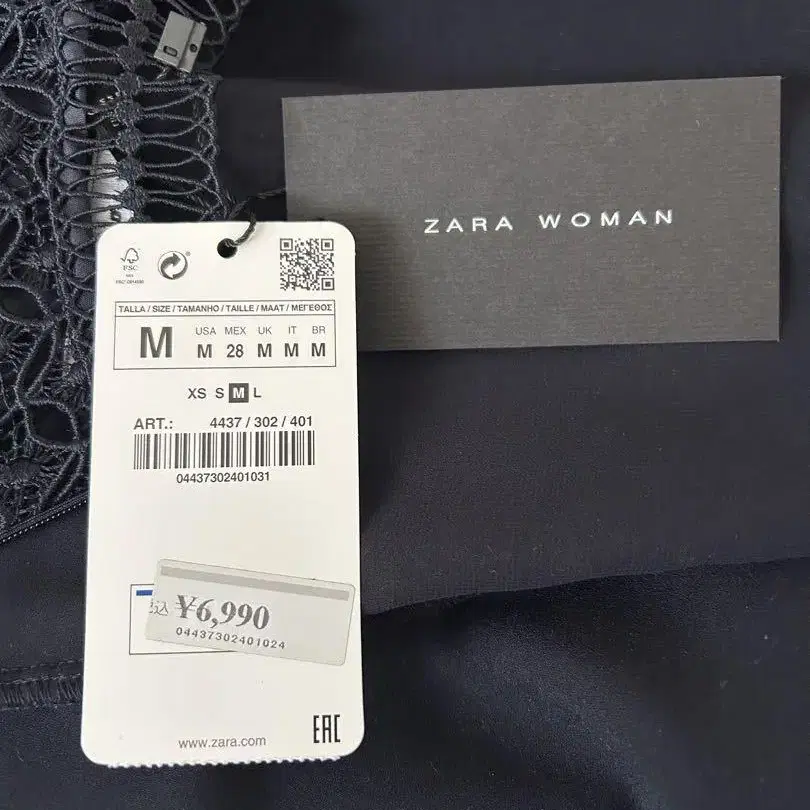 ZARA WOMAN
FSC
TALLA / SIZE / TAMANHO / TAILLE / MAAT / ΜΕΓΕΘΟΣ
M
USA MEX UK IT BR
M 28 M M M
XS S M L
ART.: 4437 / 302 / 401
04437302401031
税込 ¥6,990
04437302401024
www.zara.com
EAC